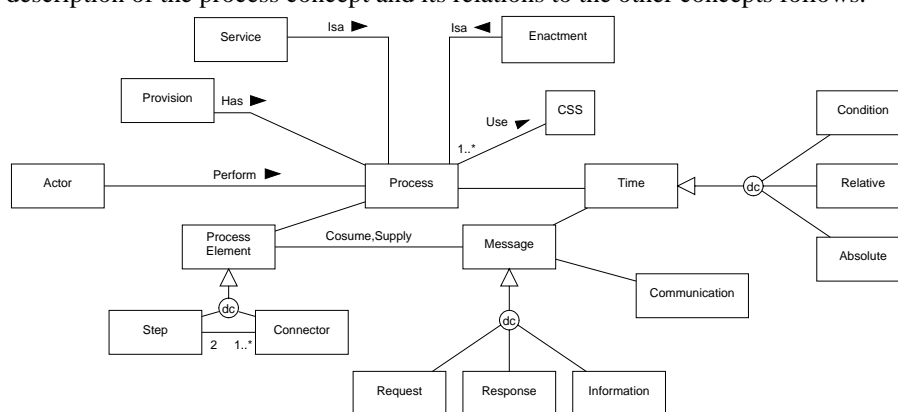 description of the process concept and its relations to the other concepts follows.
Service
Isa
Isa
Enactment
Provision
Has
CSS
Use
1..*
Condition
Actor
Perform
Process
Time
dc
Relative
Process
Element
Cosume,Supply
Message
Absolute
Communication
dc
Step
2
1..*
Connector
dc
Request
Response
Information